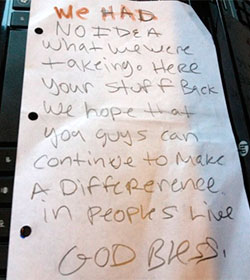 We HAD
NO IDEA
what we were
takeing. Here
your stuff Back
we hope that
you guys can
continue to Make
A Difference
in peoples Live
GOD Bless.